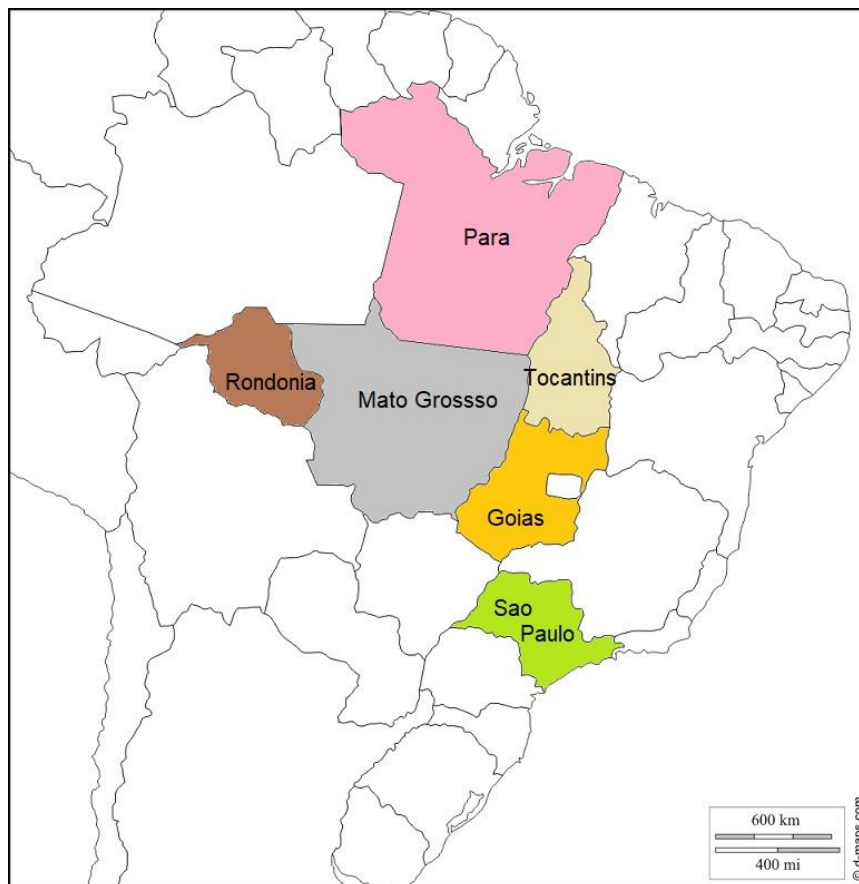 Para
Tocantins
Rondonia
Mato Grossso
Goias
Sao
Paulo
600 km
400 mi
© d-maps.com